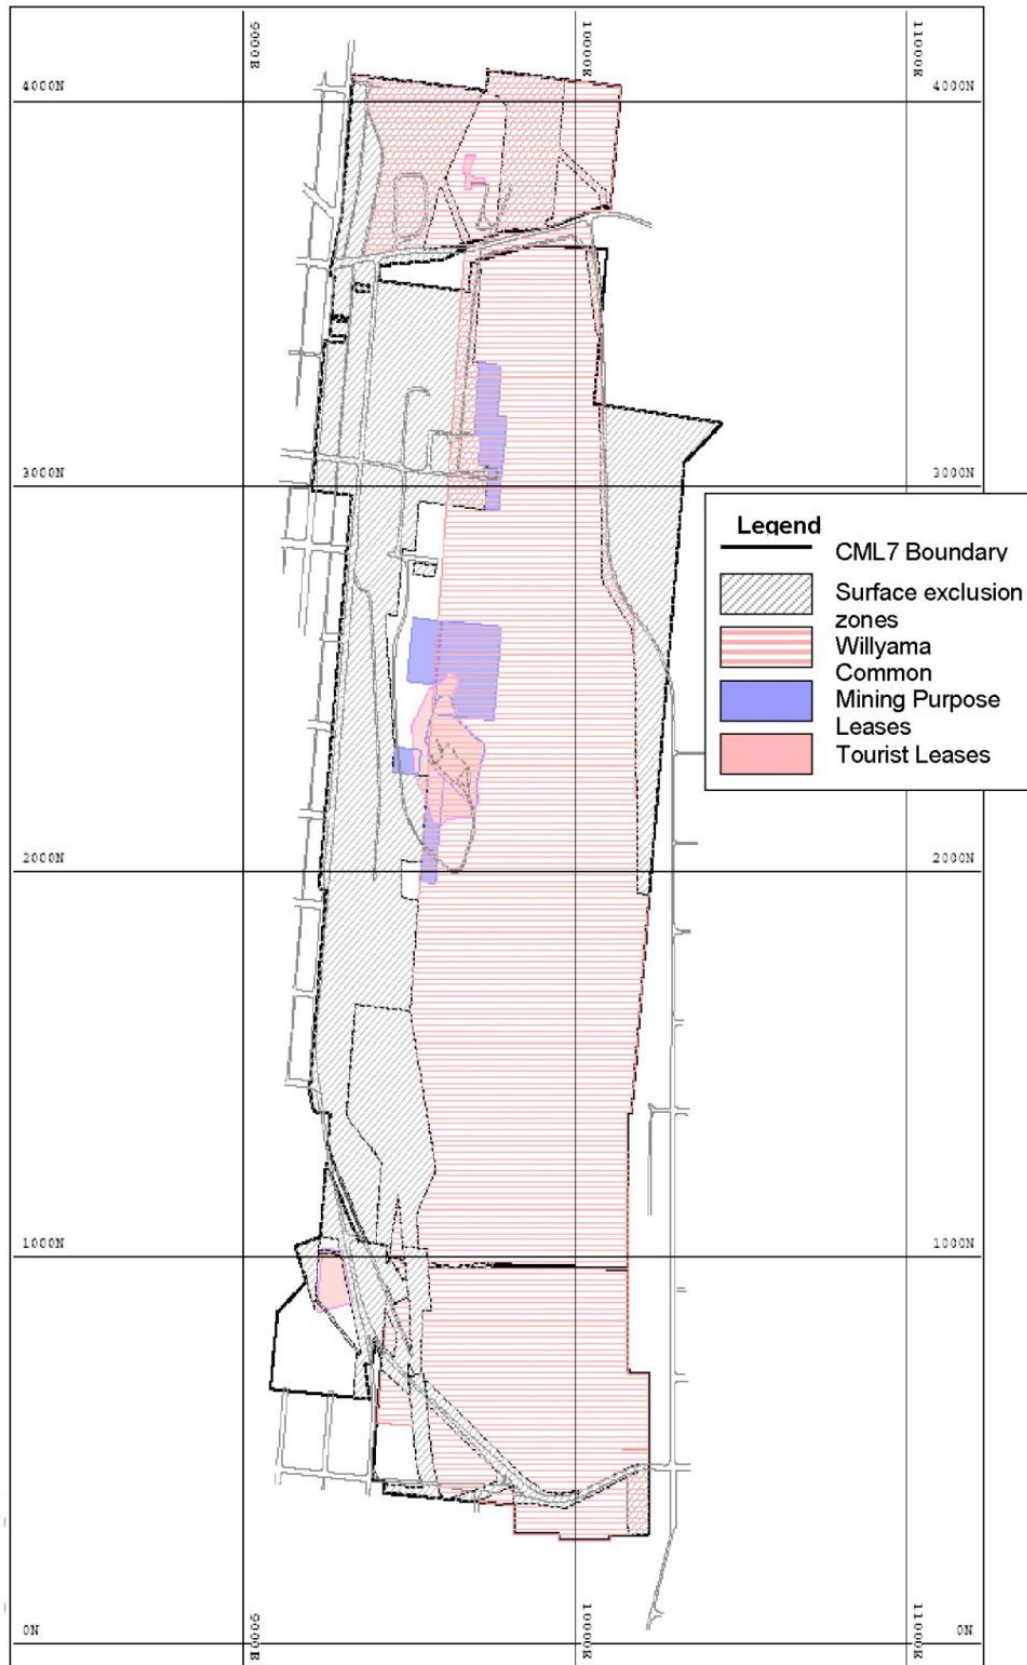 9000E
10000E
11000E
4000N
4000N
3000N
3000N
Legend
CML7 Boundary
Surface exclusion
zones
Willyama
Common
Mining Purpose
Leases
Tourist Leases
2000N
2000N
1000N
1000N
0N
0N
9000E
10000E
11000E